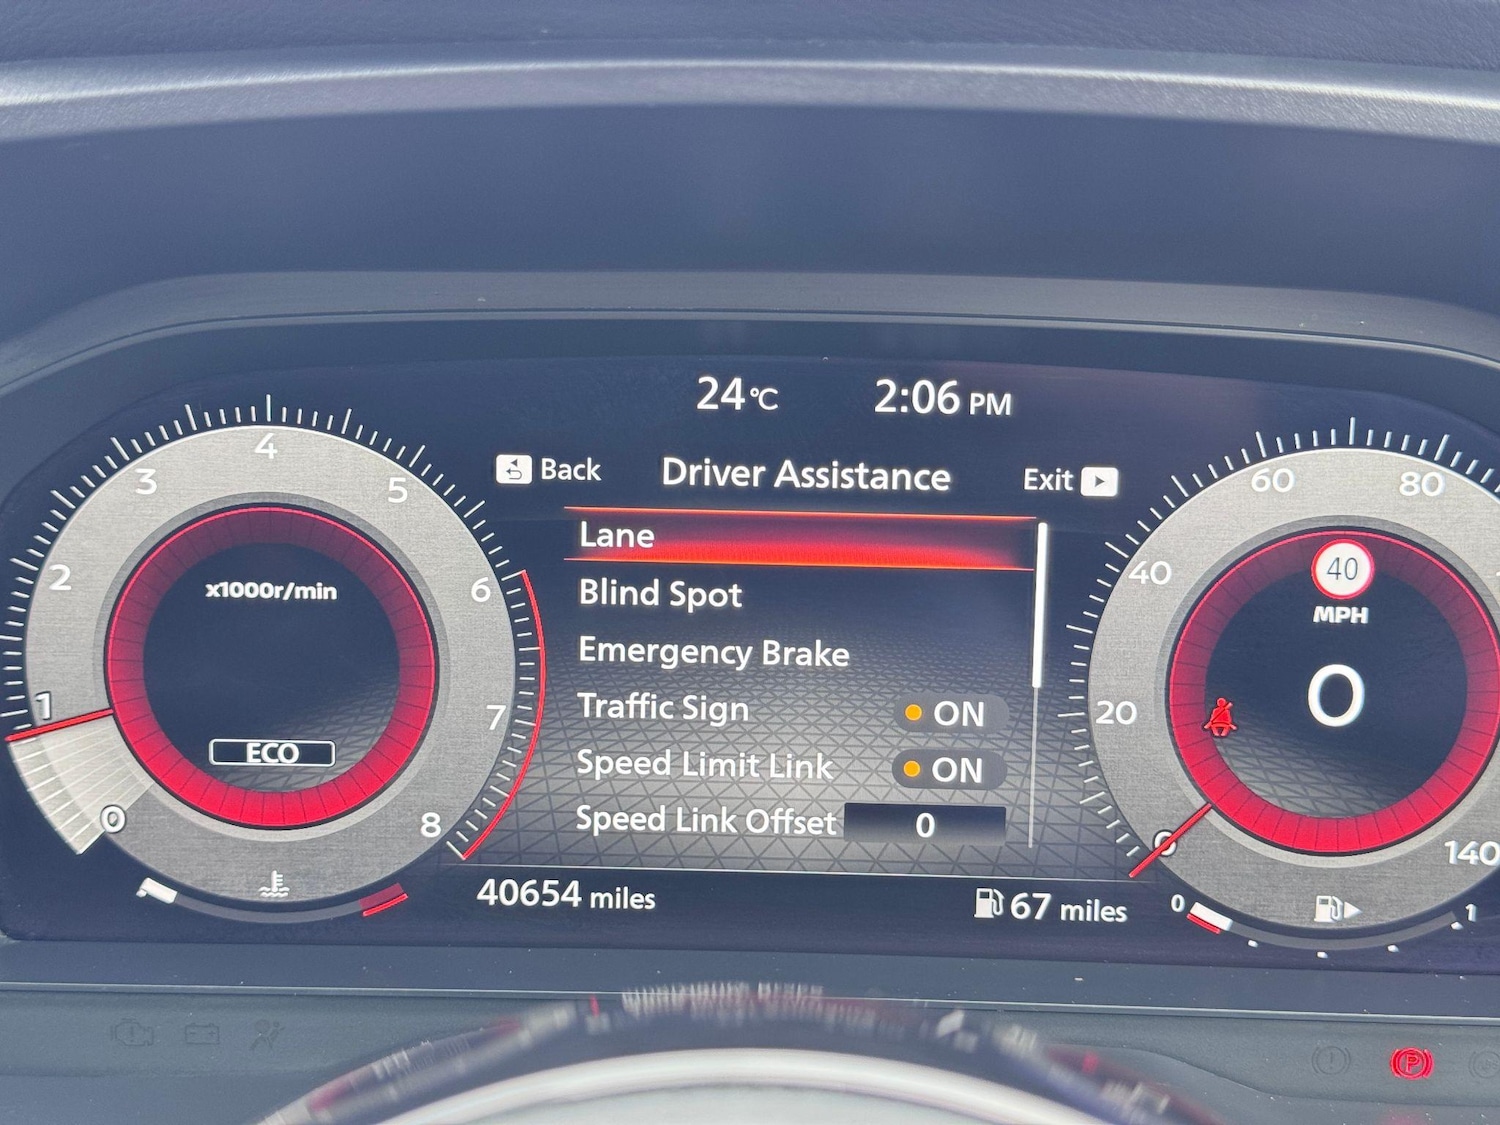 24°C 2:06 PM
Back Driver Assistance Exit
Lane
Blind Spot
Emergency Brake
Traffic Sign ON
Speed Limit Link ON
Speed Link Offset 0
40654 miles 67 miles
0 1 2 3 4 5 6 7 8
x1000r/min
ECO
0 20 40 60 80 140
40
MPH
0
0 1
P